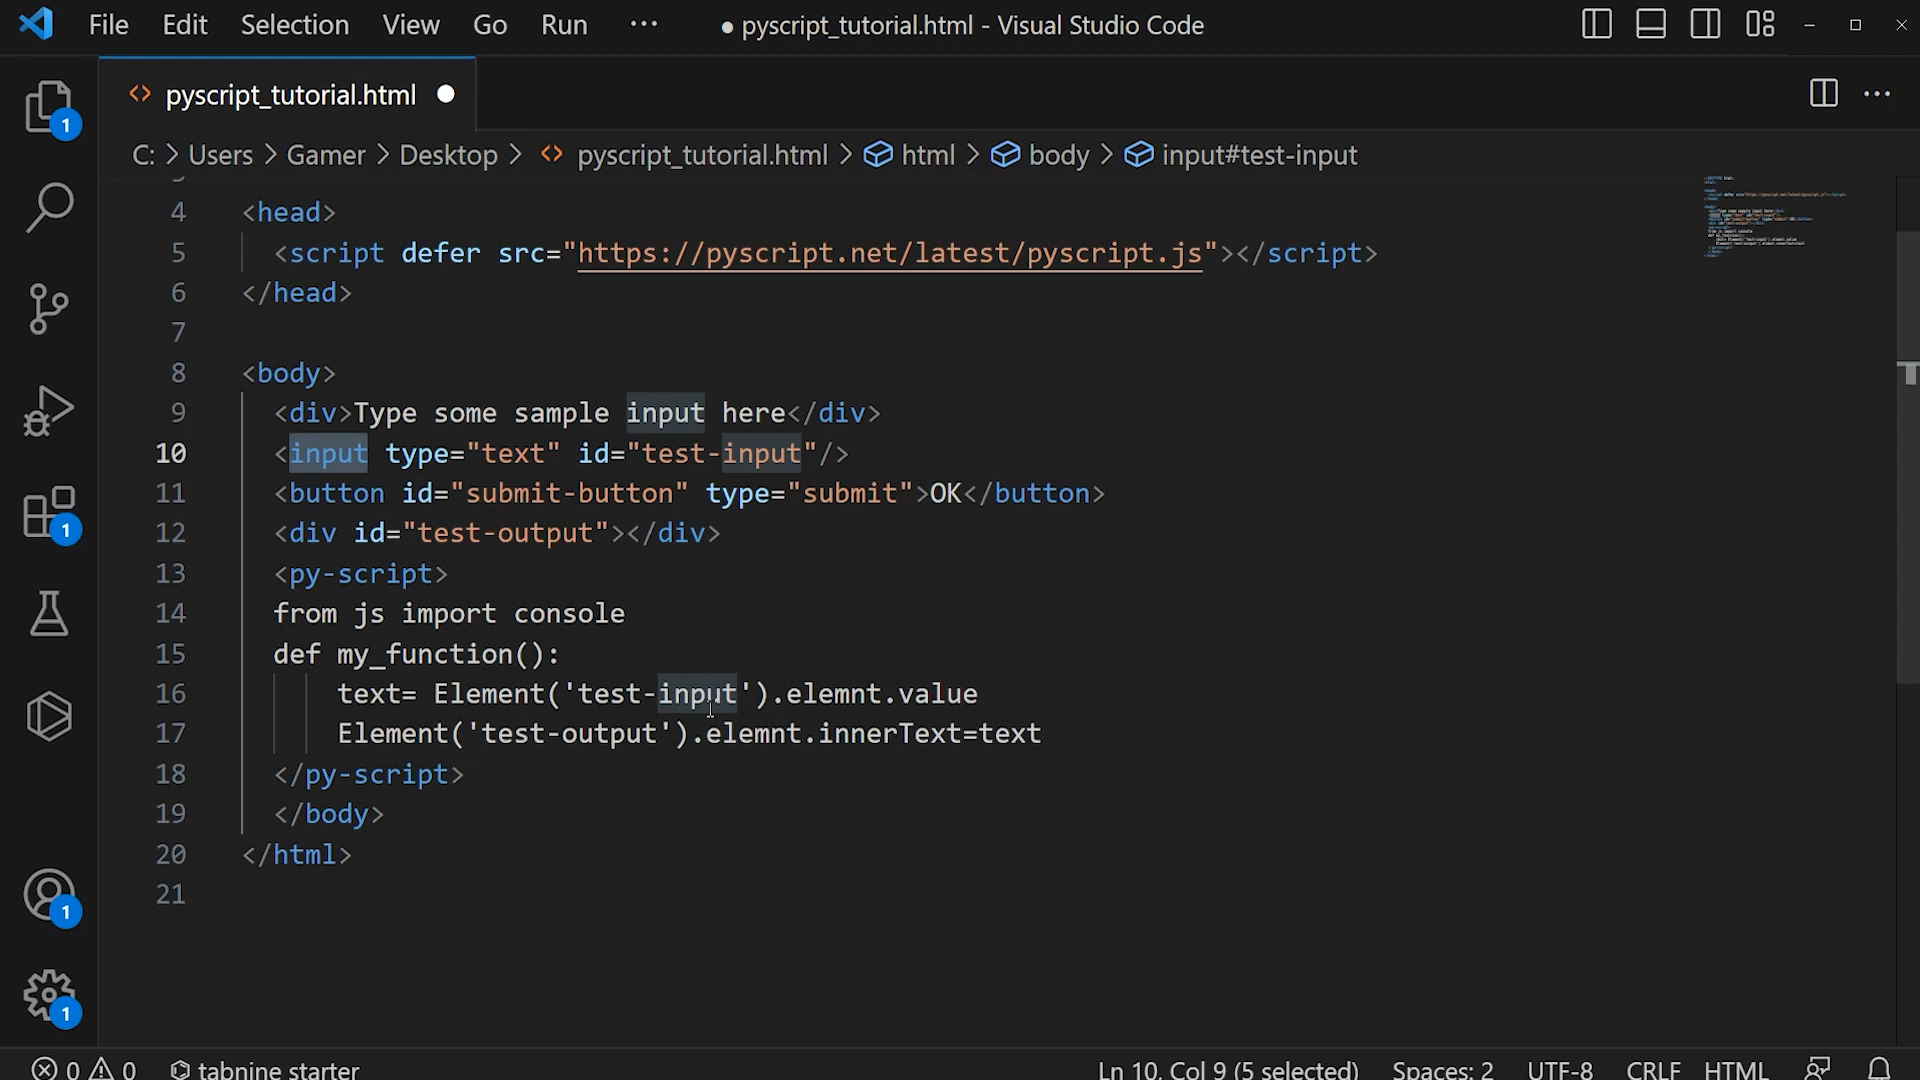 File Edit Selection View Go Run ··· ● pyscript_tutorial.html - Visual Studio Code
pyscript_tutorial.html
C: > Users > Gamer > Desktop > pyscript_tutorial.html > html > body > input#test-input
4 <head>
5 <script defer src="https://pyscript.net/latest/pyscript.js"></script>
6 </head>
7
8 <body>
9 <div>Type some sample input here</div>
10 <input type="text" id="test-input"/>
11 <button id="submit-button" type="submit">OK</button>
12 <div id="test-output"></div>
13 <py-script>
14 from js import console
15 def my_function():
16 text= Element('test-input').elemnt.value
17 Element('test-output').elemnt.innerText=text
18 </py-script>
19 </body>
20 </html>
21
1
1
1
1
0 0 tabnine starter Ln 10, Col 9 (5 selected) Spaces: 2 UTF-8 CRLF HTML